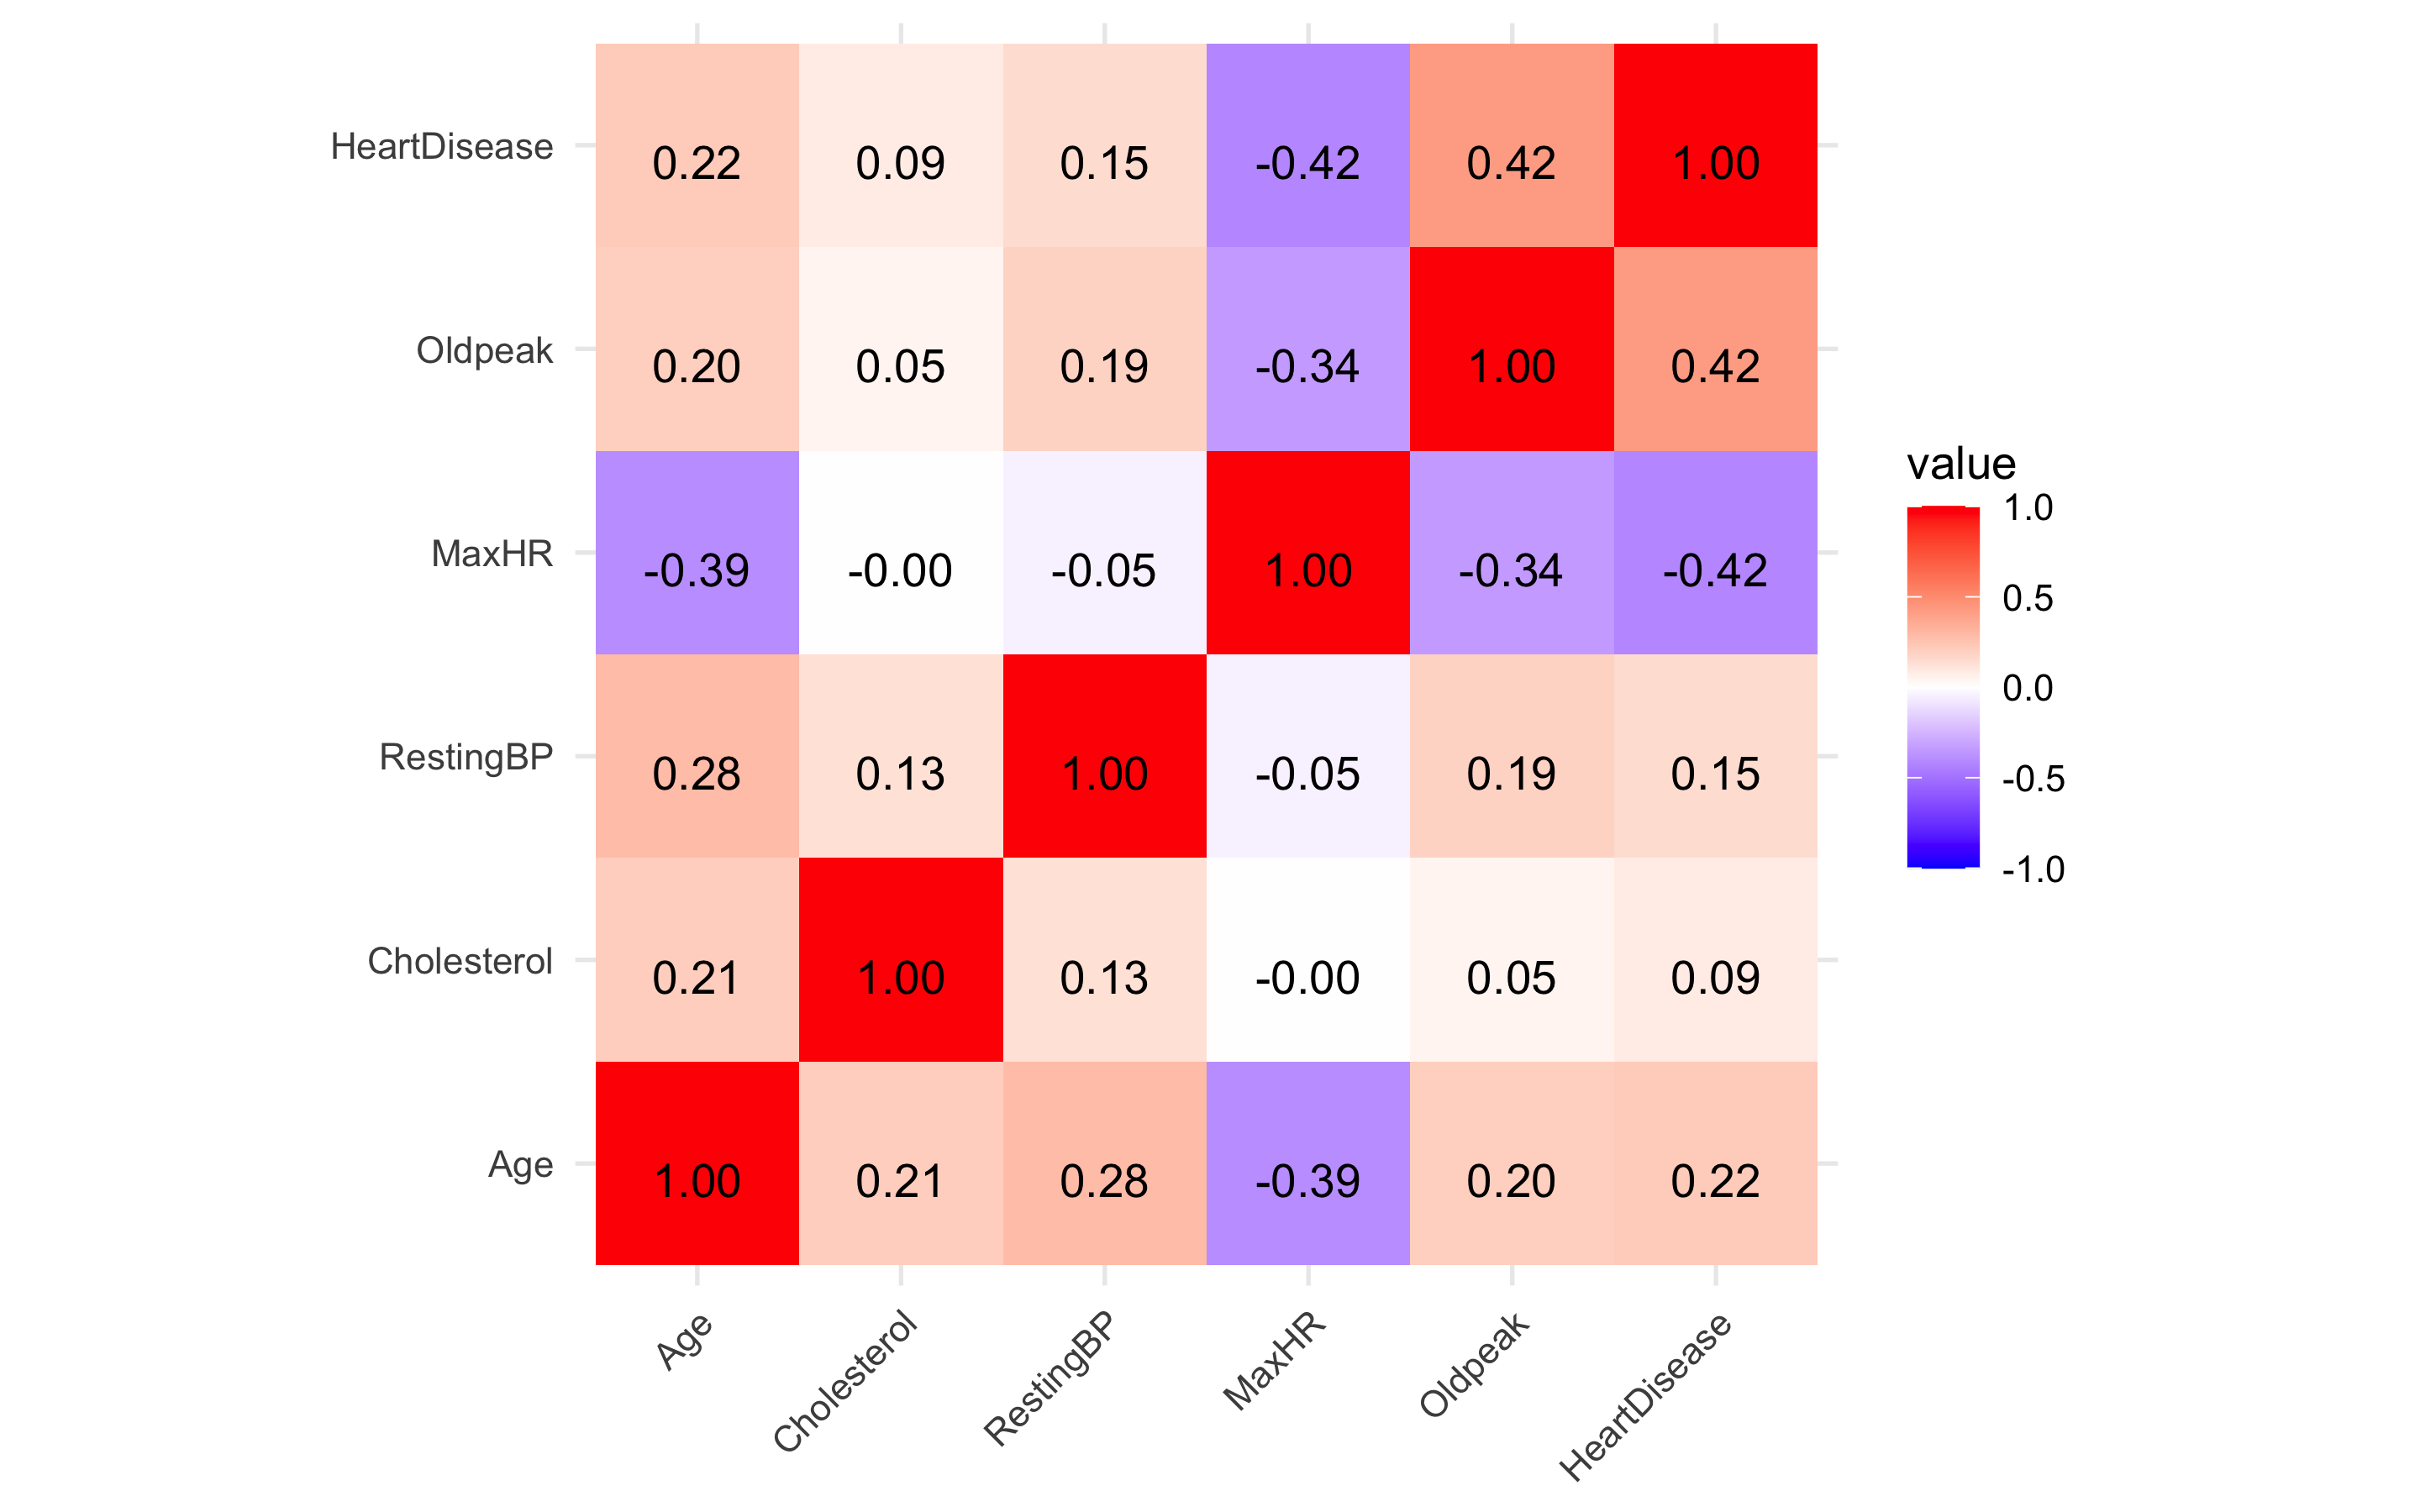 HeartDisease 0.22 0.09 0.15 -0.42 0.42 1.00
Oldpeak 0.20 0.05 0.19 -0.34 1.00 0.42
MaxHR -0.39 -0.00 -0.05 1.00 -0.34 -0.42
RestingBP 0.28 0.13 1.00 -0.05 0.19 0.15
Cholesterol 0.21 1.00 0.13 -0.00 0.05 0.09
Age 1.00 0.21 0.28 -0.39 0.20 0.22
Age Cholesterol RestingBP MaxHR Oldpeak HeartDisease
value
1.0
0.5
0.0
-0.5
-1.0